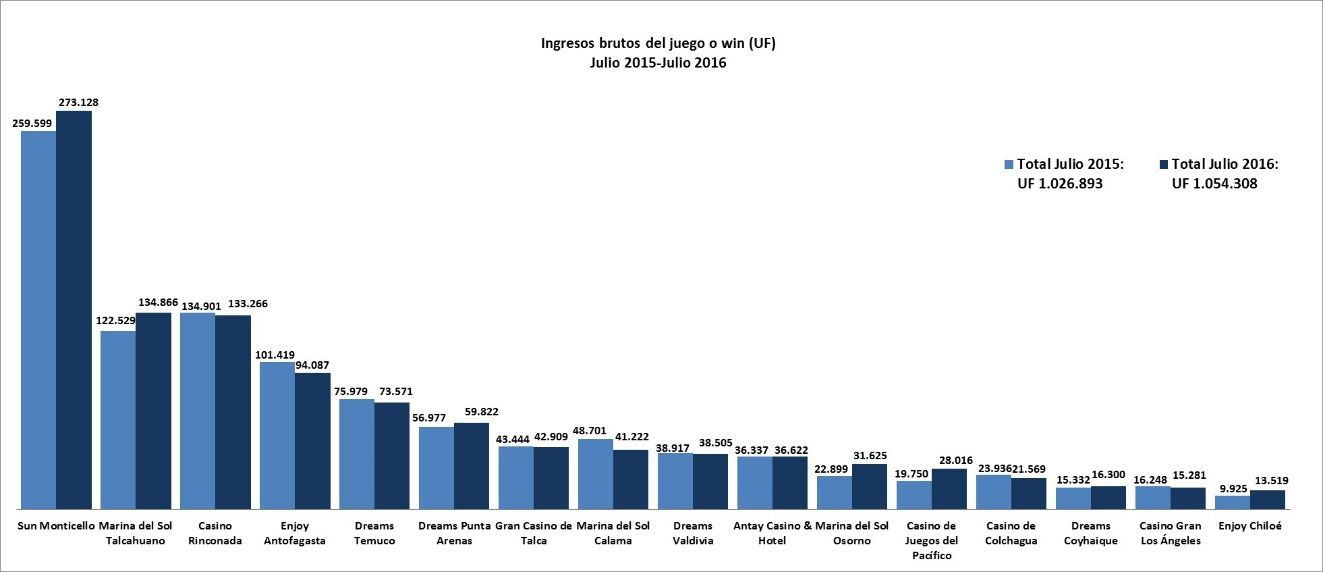 Ingresos brutos del juego o win (UF)
Julio 2015-Julio 2016
Total Julio 2015:
UF 1.026.893
Total Julio 2016:
UF 1.054.308
259.599
273.128
122.529
134.866
134.901
133.266
101.419
94.087
75.979
73.571
56.977
59.822
43.444
42.909
48.701
41.222
38.917
38.505
36.337
36.622
22.899
31.625
19.750
28.016
23.936
21.569
15.332
16.300
16.248
15.281
9.925
13.519
Sun Monticello
Marina del Sol
Talcahuano
Casino
Rinconada
Enjoy
Antofagasta
Dreams
Temuco
Dreams Punta
Arenas
Gran Casino de
Talca
Marina del Sol
Calama
Dreams
Valdivia
Antay Casino &
Hotel
Marina del Sol
Osorno
Casino de
Juegos del
Pacífico
Casino de
Colchagua
Dreams
Coyhaique
Casino Gran
Los Ángeles
Enjoy Chiloé